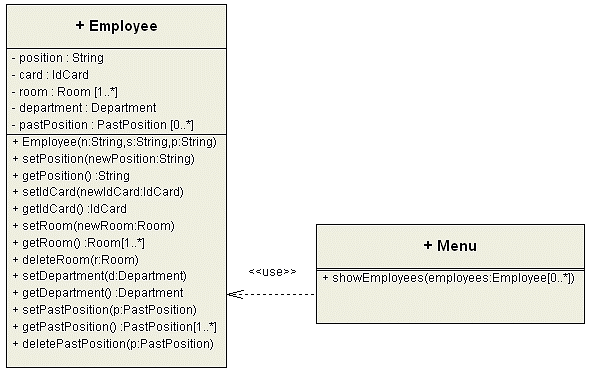 + Employee
- position : String
- card : IdCard
- room : Room [1..*]
- department : Department
- pastPosition : PastPosition [0..*]
+ Employee(n:String,s:String,p:String)
+ setPosition(newPosition:String)
+ getPosition() :String
+ setIdCard(newIdCard:IdCard)
+ getIdCard() :IdCard
+ setRoom(newRoom:Room)
+ getRoom() :Room[1..*]
+ deleteRoom(r:Room)
+ setDepartment(d:Department)
+ getDepartment() :Department
+ setPastPosition(p:PastPosition)
+ getPastPosition() :PastPosition[1..*]
+ deletePastPosition(p:PastPosition)
<<use>>
+ Menu
+ showEmployees(employees:Employee[0..*])